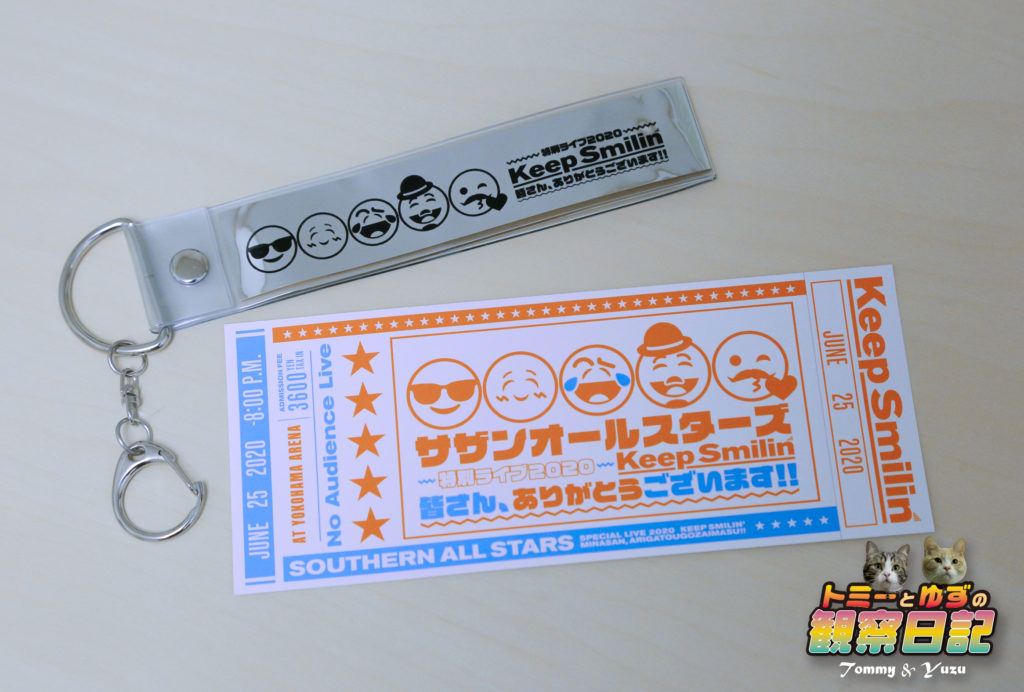 特別ライブ2020
Keep Smilin'
皆さん、ありがとうございます!!
JUNE 25 2020 -8:00 P.M.
AT YOKOHAMA ARENA
ADMISSION FEE
3600 YEN TAX IN
No Audience Live
サザンオールスターズ
特別ライブ2020
Keep Smilin'
皆さん、ありがとうございます!!
SOUTHERN ALL STARS
SPECIAL LIVE 2020 KEEP SMILIN'
MINASAN, ARIGATOUGOZAIMASU!!
JUNE 25 2020
Keep Smilin'
トミーとゆずの
観察日記
Tommy & Yuzu